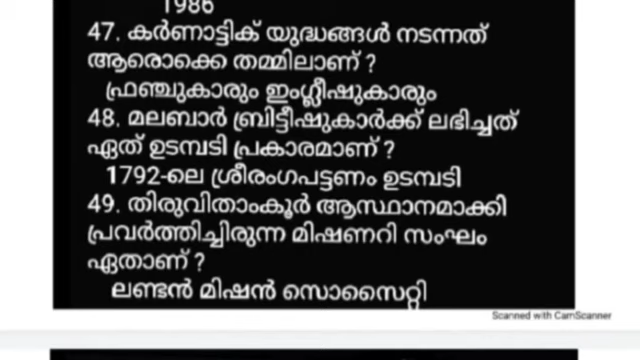 1986
47. കർണാട്ടിക് യുദ്ധങ്ങൾ നടന്നത്
ആരൊക്കെ തമ്മിലാണ് ?
ഫ്രഞ്ചുകാരും ഇംഗ്ലീഷുകാരും
48. മലബാർ ബ്രിട്ടീഷുകാർക്ക് ലഭിച്ചത്
ഏത് ഉടമ്പടി പ്രകാരമാണ് ?
1792-ലെ ശ്രീരംഗപട്ടണം ഉടമ്പടി
49. തിരുവിതാംകൂർ ആസ്ഥാനമാക്കി
പ്രവർത്തിച്ചിരുന്ന മിഷണറി സംഘം
ഏതാണ് ?
ലണ്ടൻ മിഷൻ സൊസൈറ്റി
Scanned with CamScanner